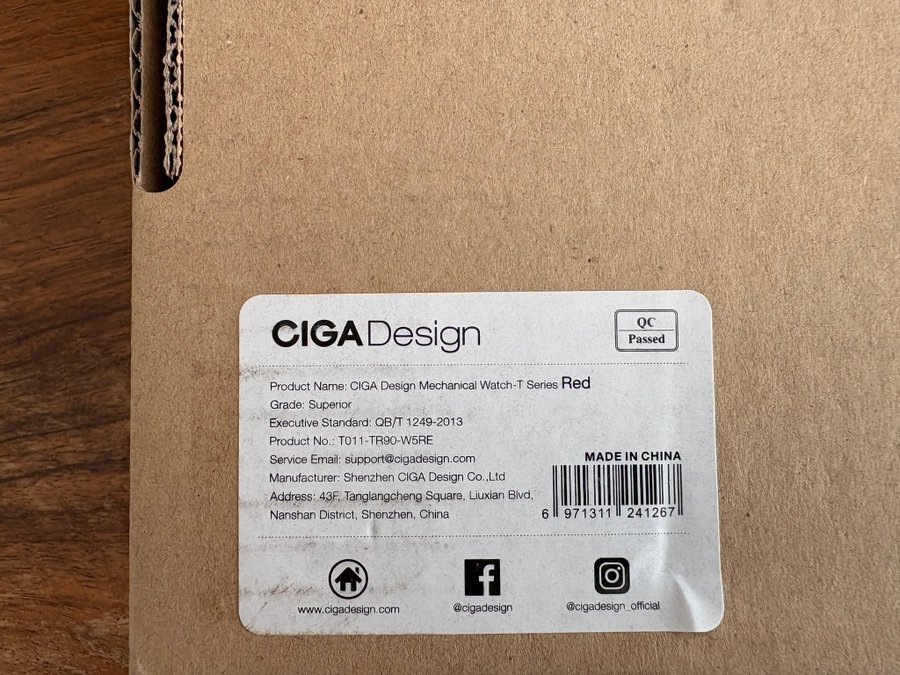 CIGA Design
QC
Passed
Product Name: CIGA Design Mechanical Watch-T Series Red
Grade: Superior
Executive Standard: QB/T 1249-2013
Product No.: T011-TR90-W5RE
Service Email: support@cigadesign.com
Manufacturer: Shenzhen CIGA Design Co.,Ltd
Address: 43F, Tanglangcheng Square, Liuxian Blvd,
Nanshan District, Shenzhen, China
MADE IN CHINA
6 971311 241267
www.cigadesign.com
@cigadesign
@cigadesign_official